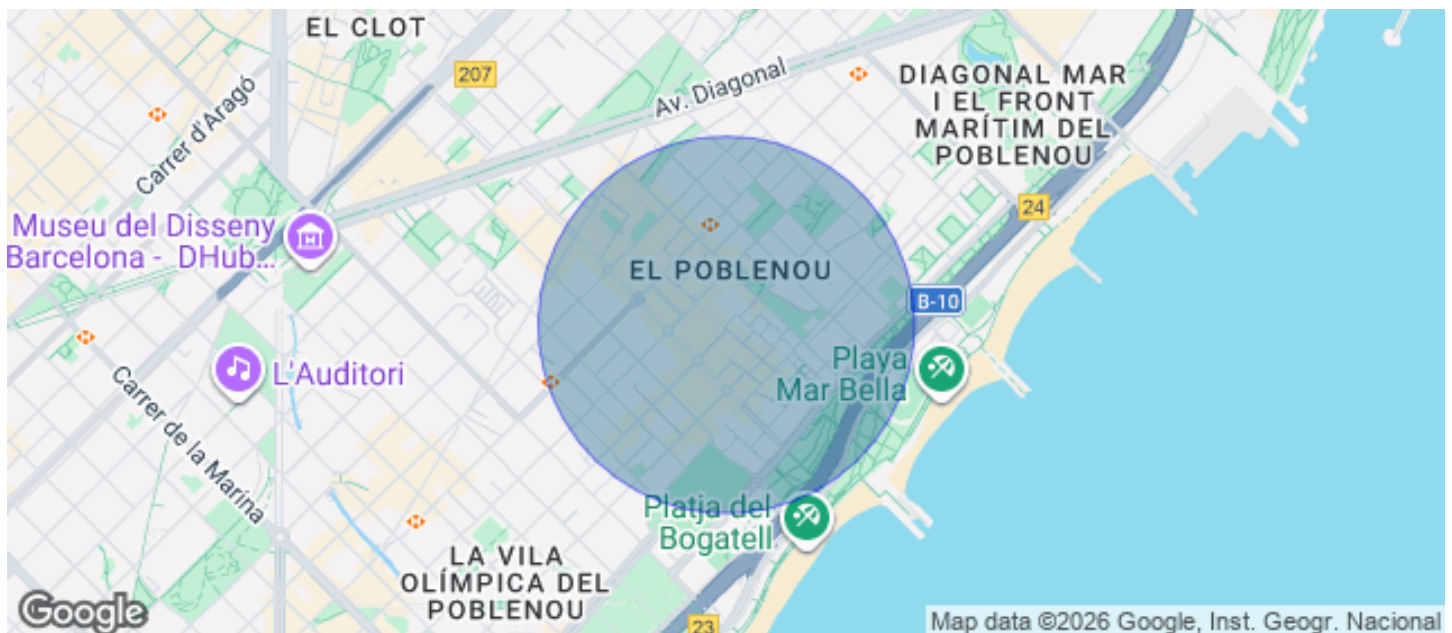 EL CLOT
207
Carrer d'Aragó
Av. Diagonal
DIAGONAL MAR
I EL FRONT
MARÍTIM DEL
POBLENOU
24
Museu del Disseny
Barcelona - DHub...
EL POBLENOU
B-10
Playa
Mar Bella
L'Auditori
Carrer de la Marina
Platja del
Bogatell
LA VILA
OLÍMPICA DEL
POBLENOU
23
Google
Map data ©2026 Google, Inst. Geogr. Nacional